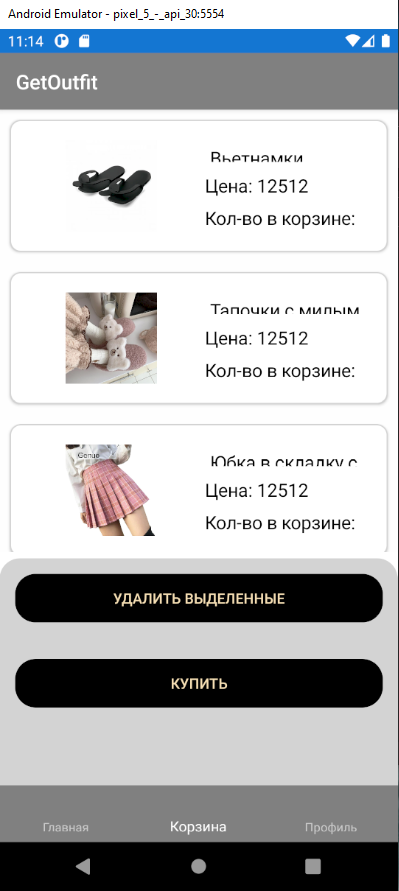 Android Emulator - pixel_5_-_api_30:5554
11:14
GetOutfit
Вьетнамки
Цена: 12512
Кол-во в корзине:
Тапочки с милым
Цена: 12512
Кол-во в корзине:
Genue
Юбка в складку с
Цена: 12512
Кол-во в корзине:
УДАЛИТЬ ВЫДЕЛЕННЫЕ
КУПИТЬ
Главная Корзина Профиль